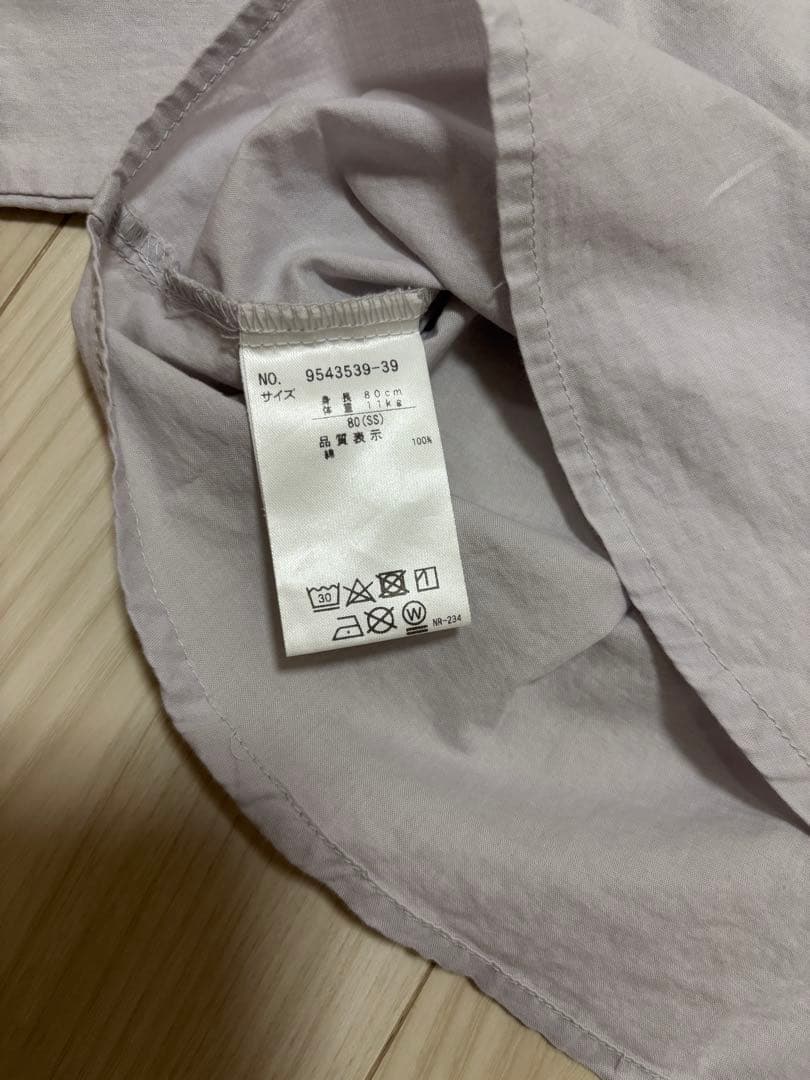 NO. 9543539-39
サイズ
身長 80cm
体重 11kg
80(SS)
品質表示
綿 100%
30
W
NR-234